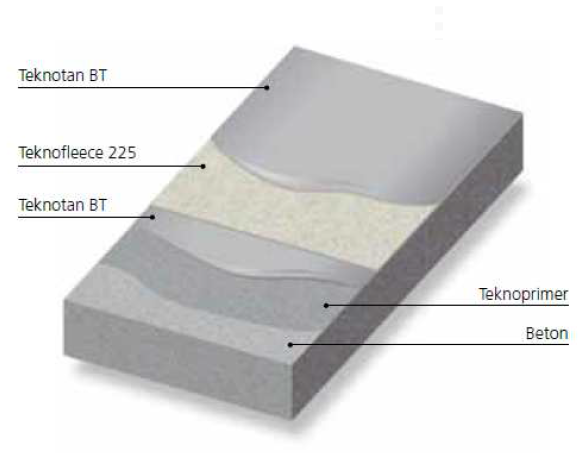 Teknotan BT
Teknofleece 225
Teknotan BT
Teknoprimer
Beton